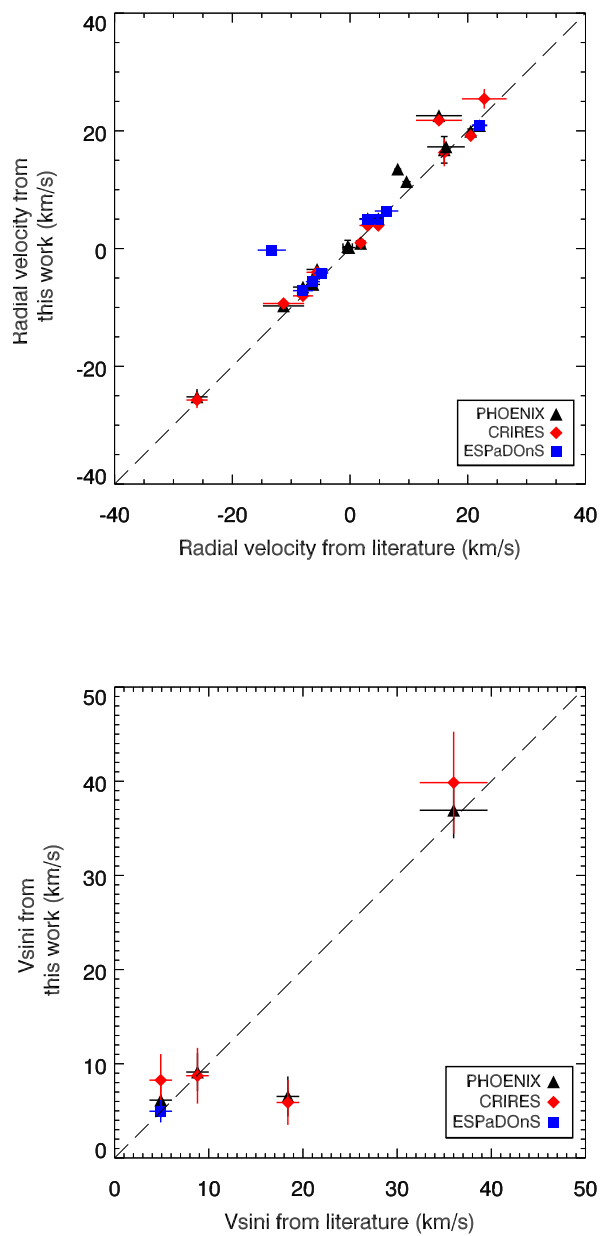 40
20
0
-20
-40
Radial velocity from
this work (km/s)
PHOENIX
CRIRES
ESPaDOnS
-40 -20 0 20 40
Radial velocity from literature (km/s)
50
40
30
20
10
0
Vsini from
this work (km/s)
PHOENIX
CRIRES
ESPaDOnS
0 10 20 30 40 50
Vsini from literature (km/s)